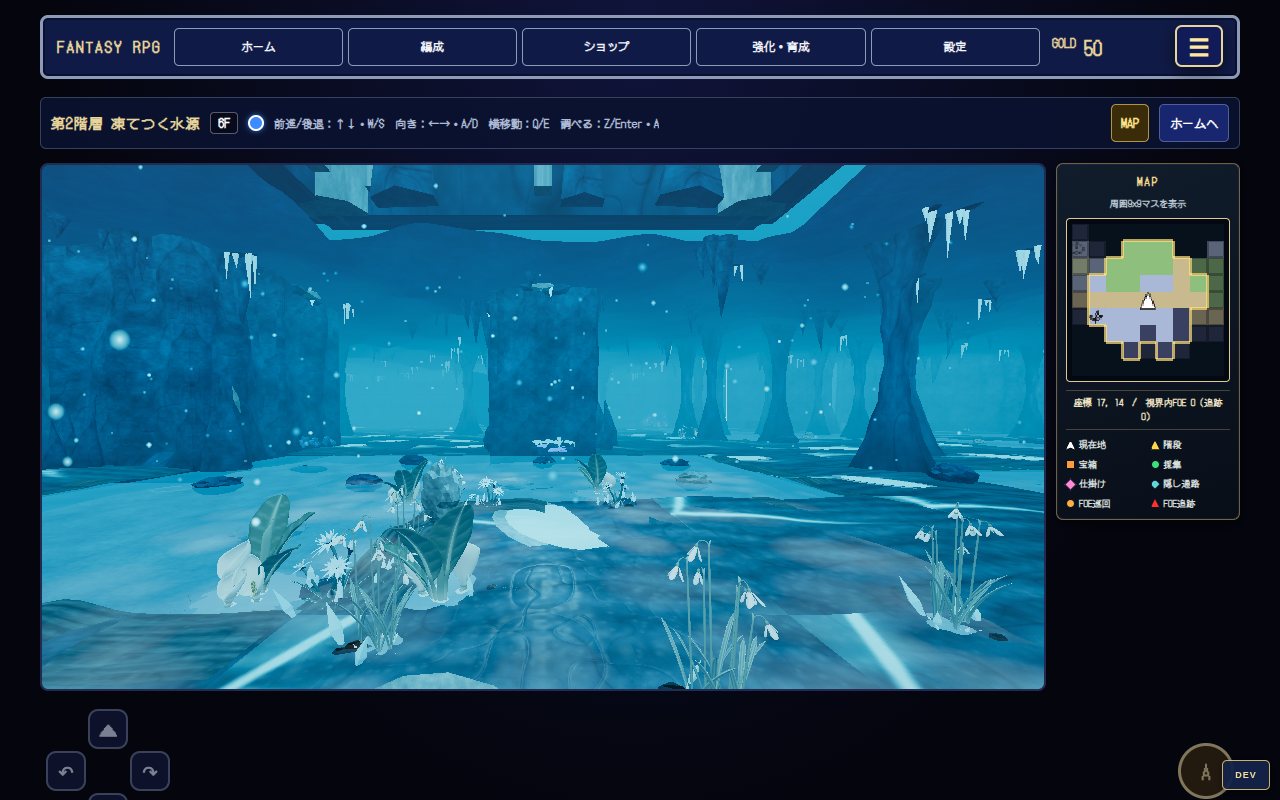 FANTASY RPG
ホーム
編成
ショップ
強化・育成
設定
GOLD 50
第2階層 凍てつく水源
6F
前進/後退：↑↓・W/S 向き：←→・A/D 横移動：Q/E 調べる：Z/Enter・A
MAP
ホームへ
MAP
周囲9x9マスを表示
座標 17, 14 / 視界内FOE 0（追跡
0）
現在地
階段
宝箱
採集
仕掛け
隠し通路
FOE巡回
FOE追跡
A
DEV